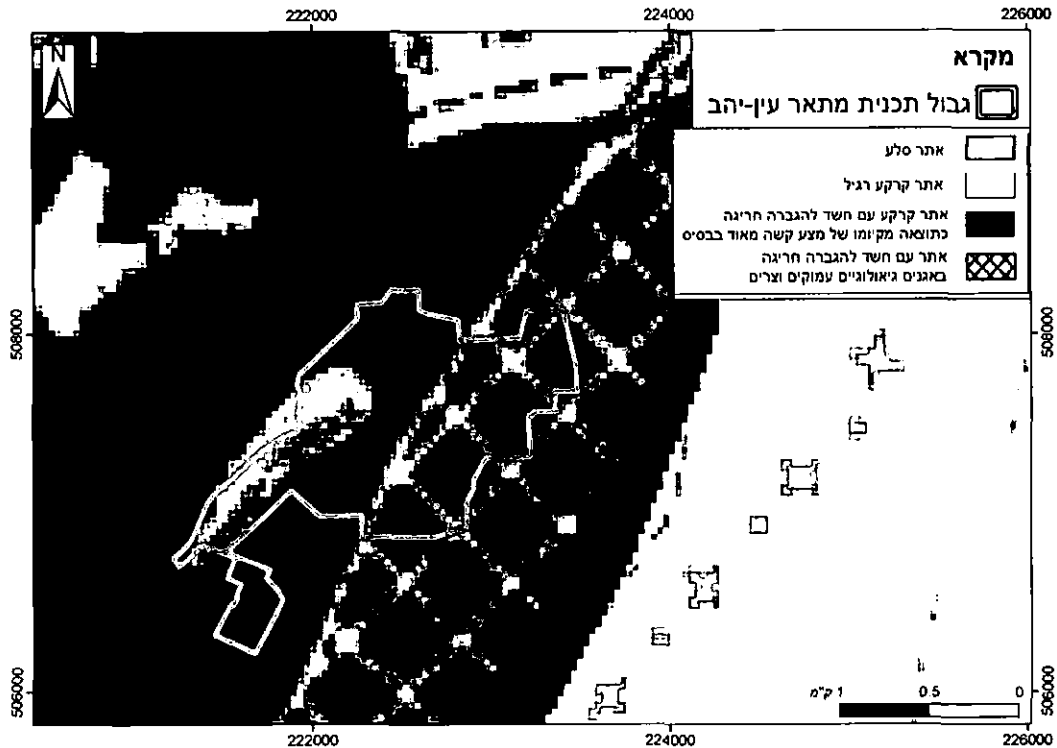 222000 224000 226000
N
מקרא
גבול תכנית מתאר עין-יהב
אתר סלע
אתר קרקע רגיל
אתר קרקע עם חשד להגברה חריגה
כתוצאה מקיומו של מצע קשה מאוד בבסיס
אתר עם חשד להגברה חריגה
באגנים גיאולוגיים עמוקים וצרים
508000 508000
506000 506000
ק"מ 1 0.5 0
222000 224000 226000